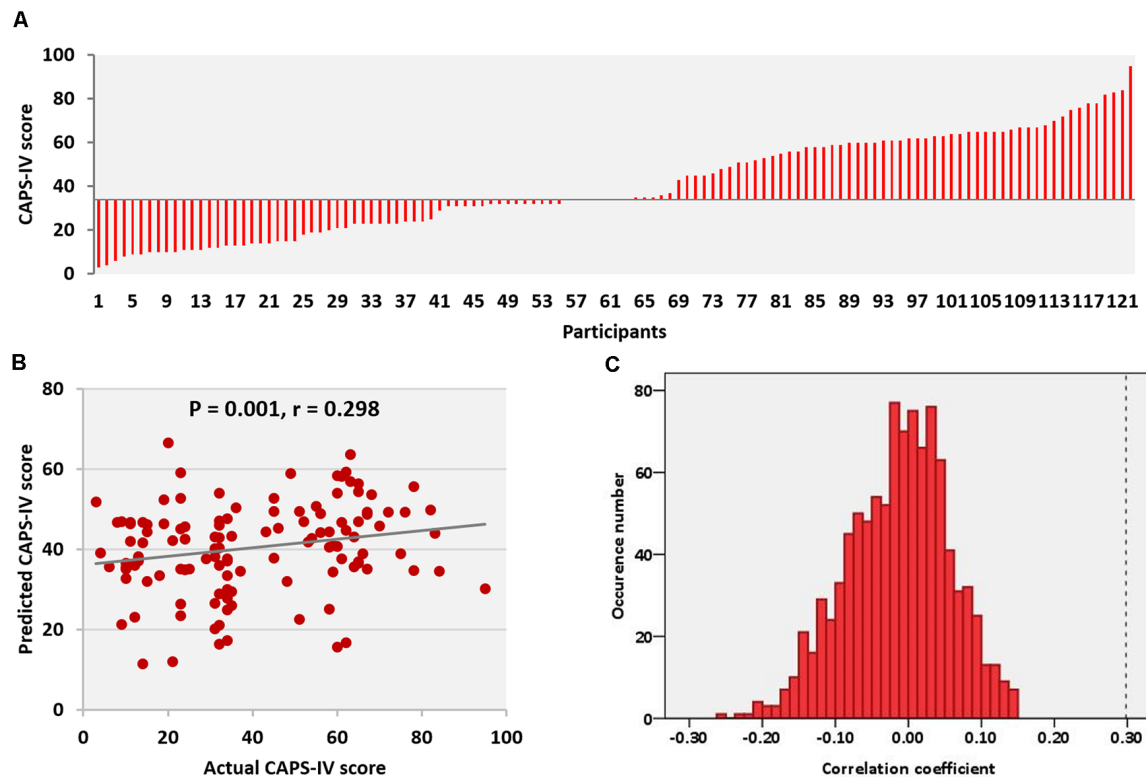 A
CAPS-IV score
100
80
60
40
20
0
1 5 9 13 17 21 25 29 33 37 41 45 49 53 57 61 65 69 73 77 81 85 89 93 97 101 105 109 113 117 121
Participants
B
Predicted CAPS-IV score
80
60
40
20
0
P = 0.001, r = 0.298
0 20 40 60 80 100
Actual CAPS-IV score
C
Occurence number
80
60
40
20
0
-0.30 -0.20 -0.10 0.00 0.10 0.20 0.30
Correlation coefficient